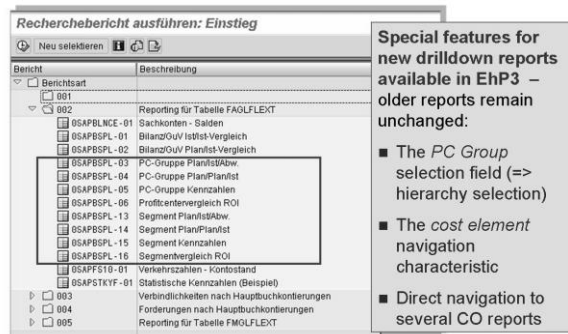 Recherchebericht ausführen: Einstieg
Neu selektieren
Bericht Beschreibung
Berichtsart
001
002 Reporting für Tabelle FAGLFLEXT
0SAPBLNCE-01 Sachkonten - Salden
0SAPBSPL-01 Bilanz/GuV Ist/Ist-Vergleich
0SAPBSPL-02 Bilanz/GuV Plan/Ist-Vergleich
0SAPBSPL-03 PC-Gruppe Plan/Ist/Abw.
0SAPBSPL-04 PC-Gruppe Plan/Plan/Ist
0SAPBSPL-05 PC-Gruppe Kennzahlen
0SAPBSPL-06 Profitcentervergleich ROI
0SAPBSPL-13 Segment Plan/Ist/Abw.
0SAPBSPL-14 Segment Plan/Plan/Ist
0SAPBSPL-15 Segment Kennzahlen
0SAPBSPL-16 Segmentvergleich ROI
0SAPFS10-01 Verkehrszahlen - Kontostand
0SAPSTKYF-01 Statistische Kennzahlen (Beispiel)
003 Verbindlichkeiten nach Hauptbuchkontierungen
004 Forderungen nach Hauptbuchkontierungen
005 Reporting für Tabelle FMGLFLEXT
Special features for
new drilldown reports
available in EhP3 –
older reports remain
unchanged:
■ The PC Group
selection field (=>
hierarchy selection)
■ The cost element
navigation
characteristic
■ Direct navigation to
several CO reports